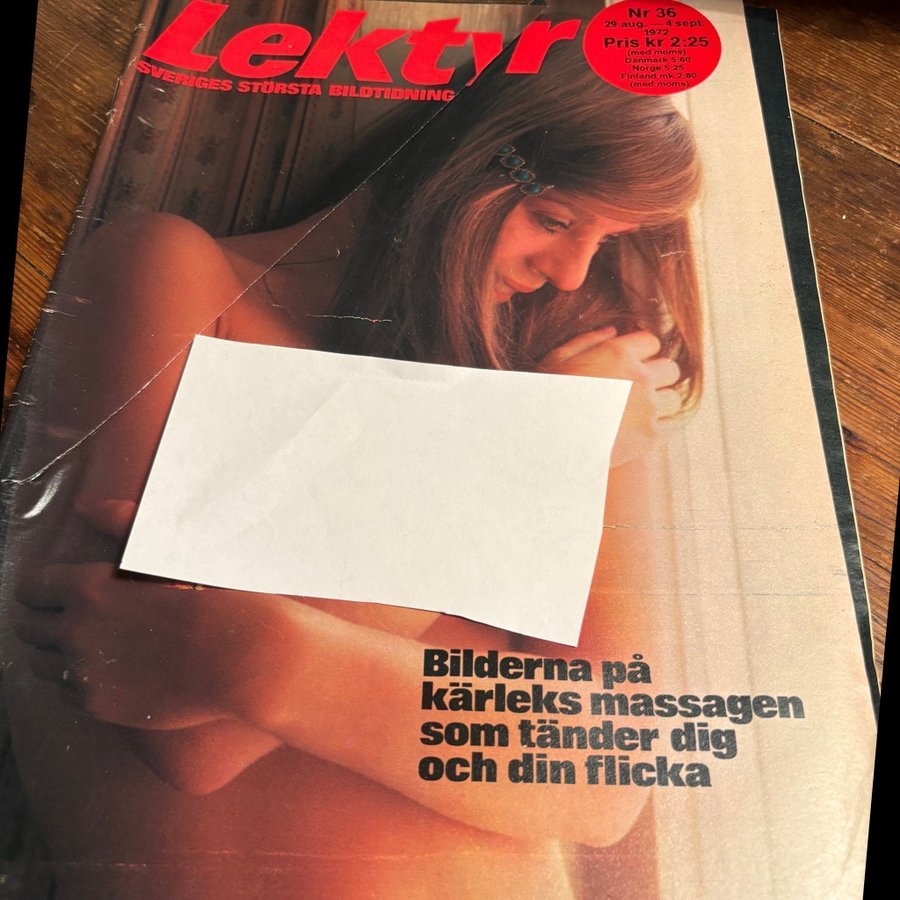 Lektyr
SVERIGES STÖRSTA BILDTIDNING
Nr 36
29 aug. — 4 sept.
1972
Pris kr 2:25
(med moms)
Danmark 5:60
Norge 5:25
Finland mk 2:80
(med moms)
Bilderna på
kärleks massagen
som tänder dig
och din flicka